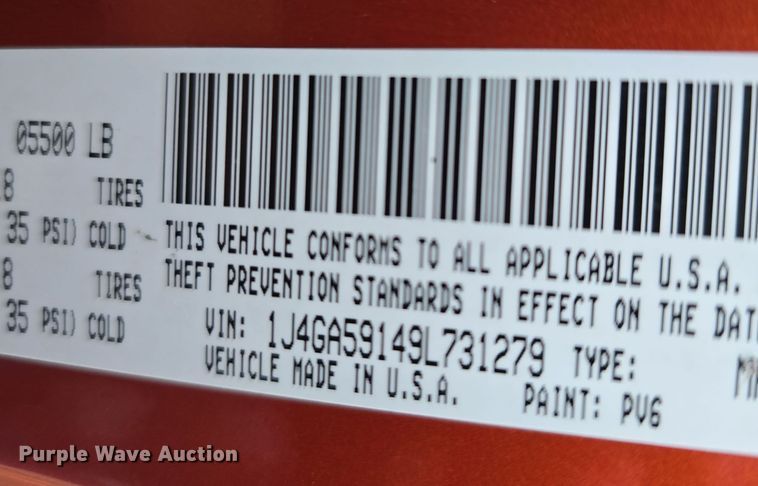 05500 LB
8 TIRES
35 PSI) COLD
8 TIRES
35 PSI) COLD
THIS VEHICLE CONFORMS TO ALL APPLICABLE U.S.A.
THEFT PREVENTION STANDARDS IN EFFECT ON THE DAT
VIN: 1J4GA59149L731279 TYPE:
VEHICLE MADE IN U.S.A. PAINT: PV6
Purple Wave Auction